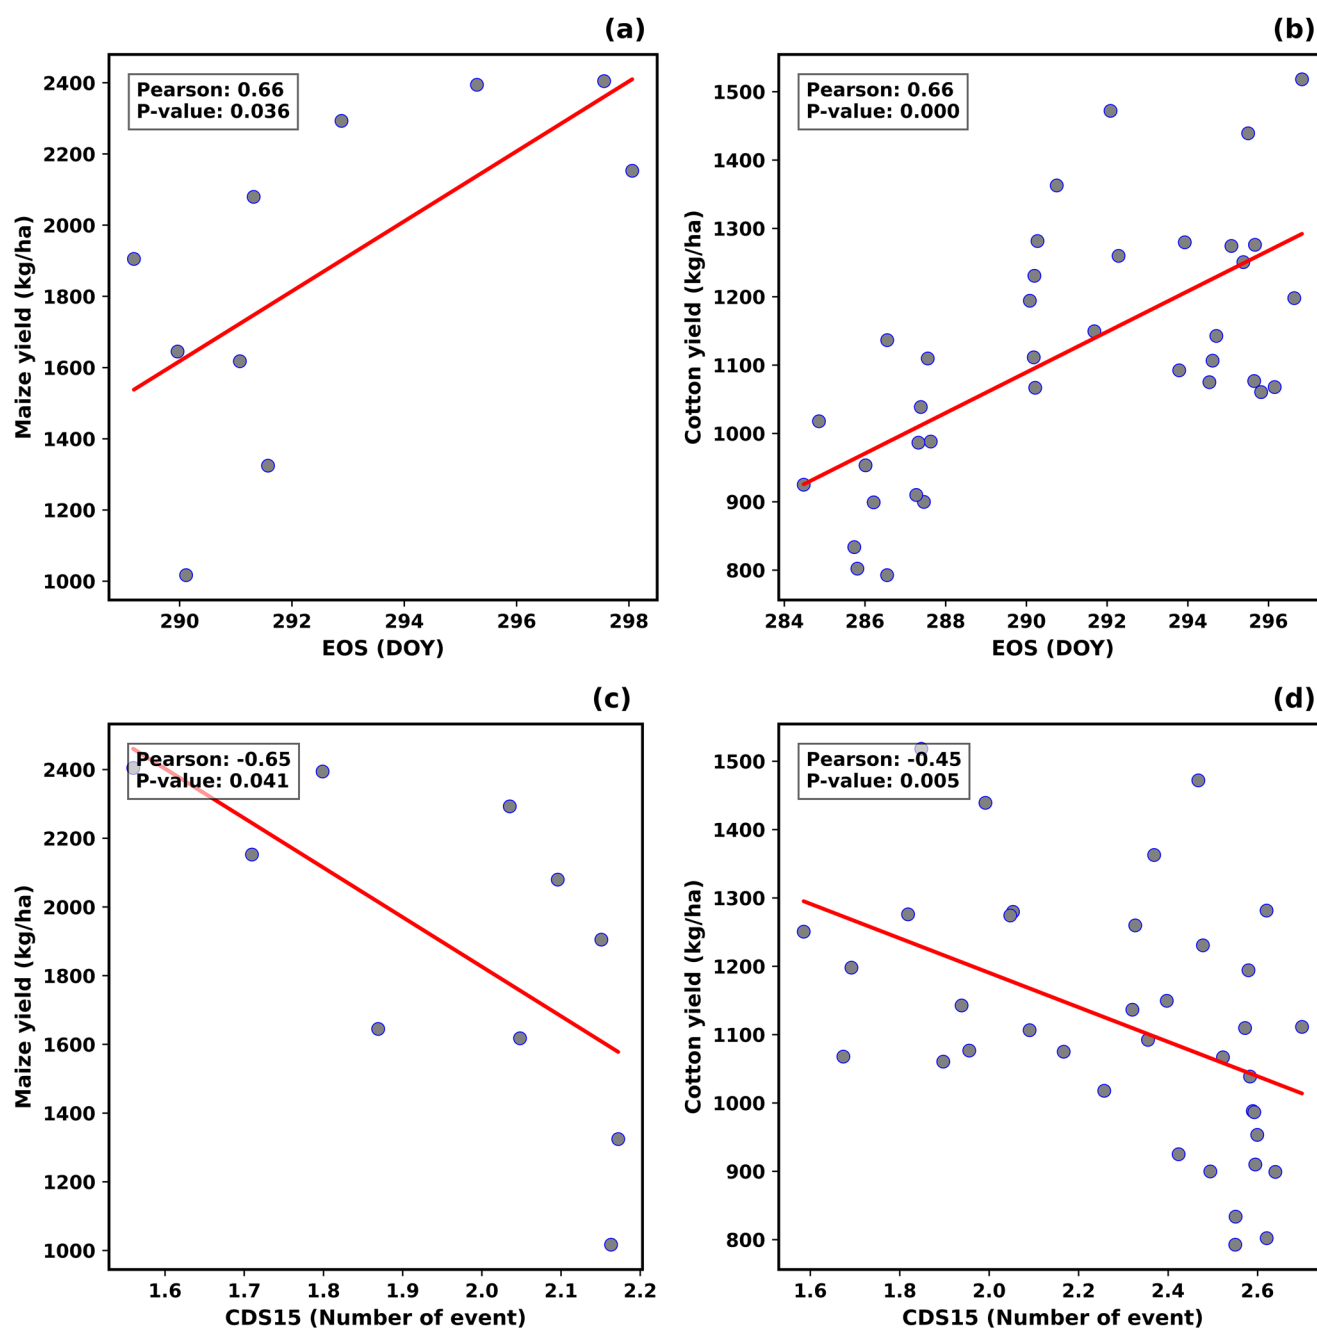 (a)
Pearson: 0.66
P-value: 0.036
2400
2200
2000
1800
1600
1400
1200
1000
Maize yield (kg/ha)
290 292 294 296 298
EOS (DOY)
(b)
Pearson: 0.66
P-value: 0.000
1500
1400
1300
1200
1100
1000
900
800
Cotton yield (kg/ha)
284 286 288 290 292 294 296
EOS (DOY)
(c)
Pearson: -0.65
P-value: 0.041
2400
2200
2000
1800
1600
1400
1200
1000
Maize yield (kg/ha)
1.6 1.7 1.8 1.9 2.0 2.1 2.2
CDS15 (Number of event)
(d)
Pearson: -0.45
P-value: 0.005
1500
1400
1300
1200
1100
1000
900
800
Cotton yield (kg/ha)
1.6 1.8 2.0 2.2 2.4 2.6
CDS15 (Number of event)